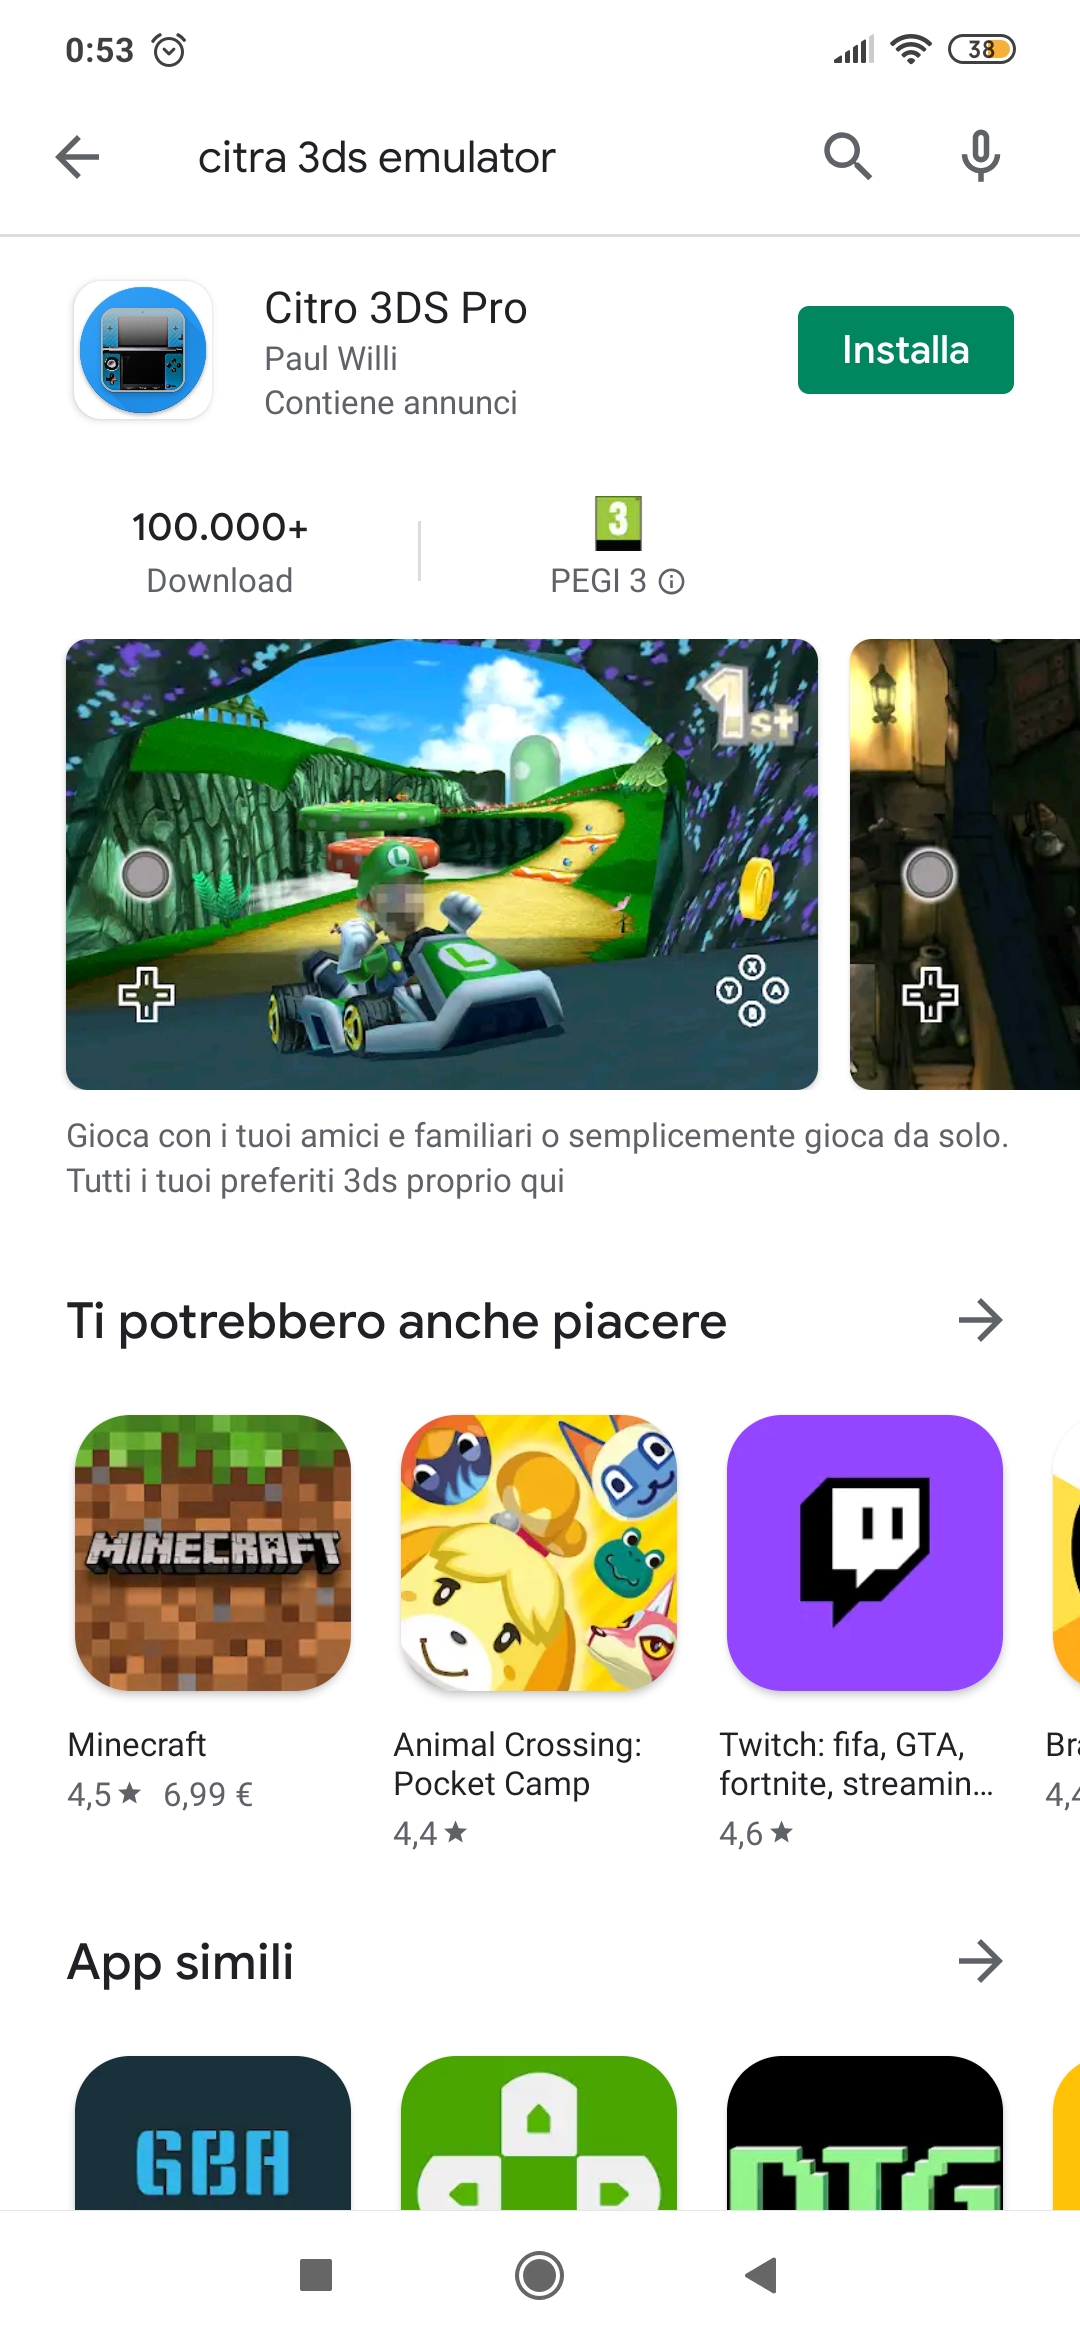 0:53
38
citra 3ds emulator
Citro 3DS Pro
Paul Willi
Contiene annunci
Installa
100.000+
Download
3
PEGI 3
1st
L
L
X
Y A
B
Gioca con i tuoi amici e familiari o semplicemente gioca da solo.
Tutti i tuoi preferiti 3ds proprio qui
Ti potrebbero anche piacere
MINECRAFT
Minecraft
4,5★ 6,99 €
Animal Crossing:
Pocket Camp
4,4★
Twitch: fifa, GTA,
fortnite, streamin...
4,6★
Bra
4,4
App simili
GBA